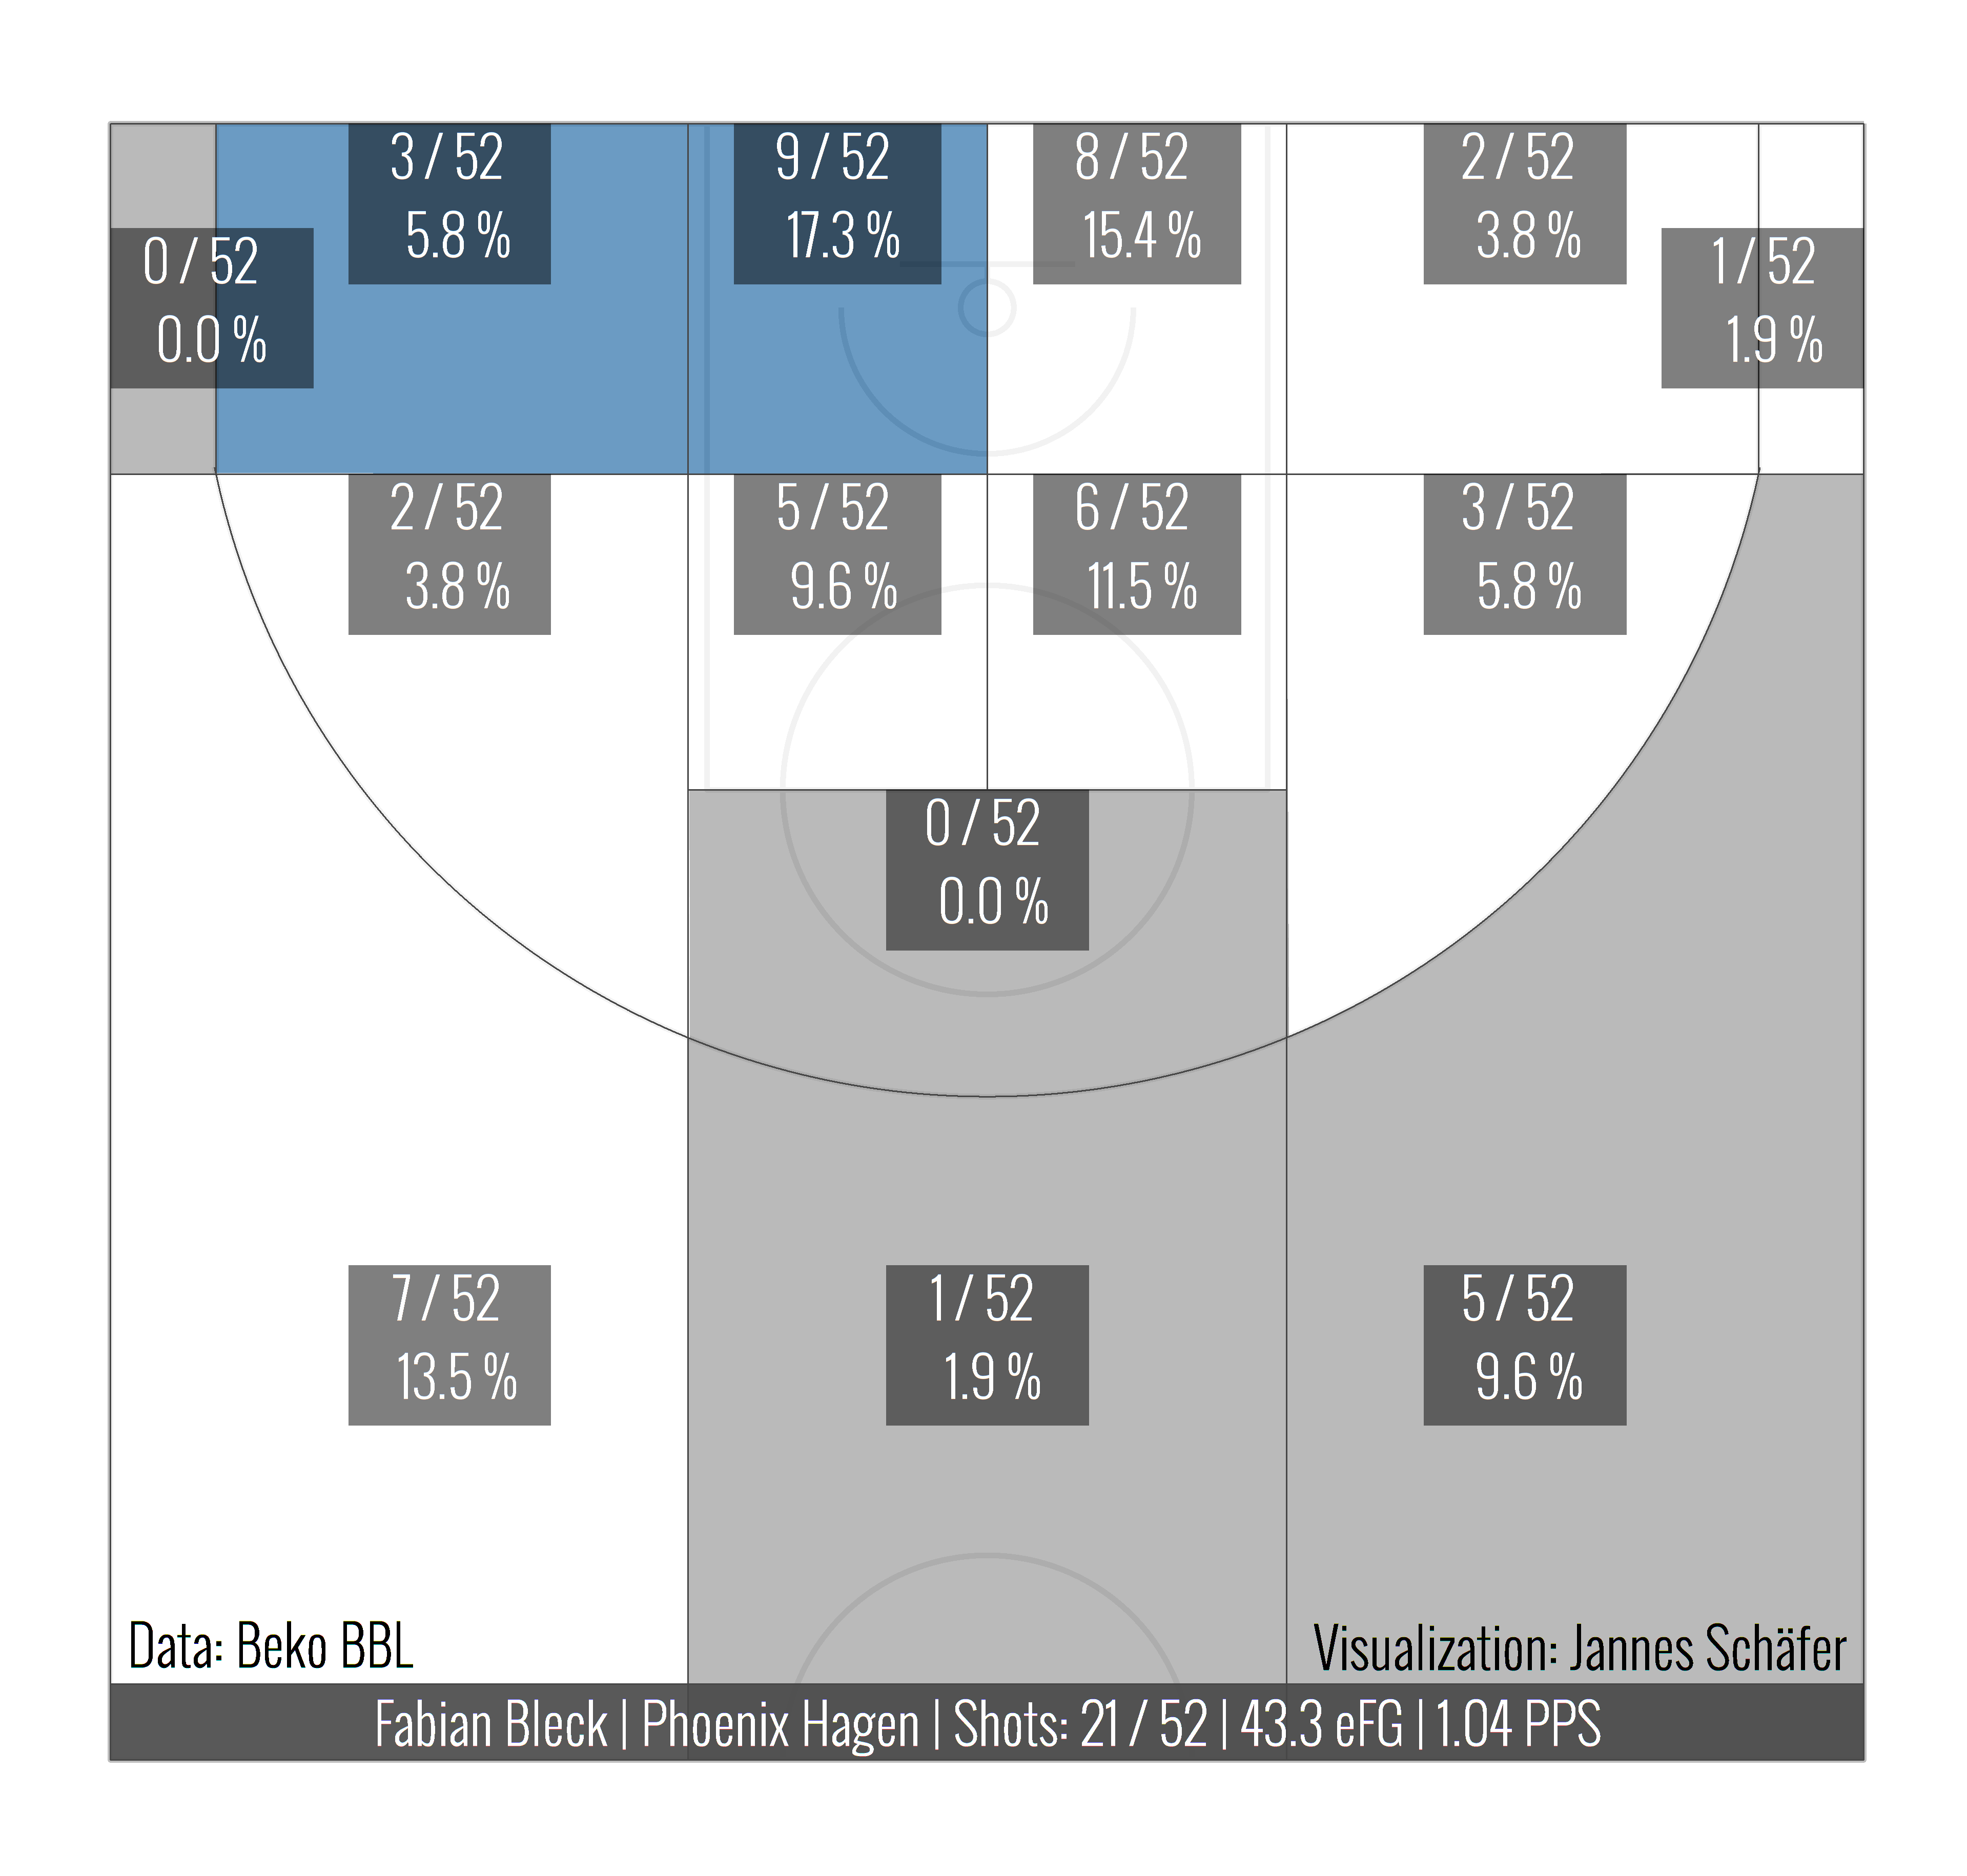 3 / 52
5.8 %
9 / 52
17.3 %
8 / 52
15.4 %
2 / 52
3.8 %
0 / 52
0.0 %
1 / 52
1.9 %
2 / 52
3.8 %
5 / 52
9.6 %
6 / 52
11.5 %
3 / 52
5.8 %
0 / 52
0.0 %
7 / 52
13.5 %
1 / 52
1.9 %
5 / 52
9.6 %
Data: Beko BBL
Visualization: Jannes Schäfer
Fabian Bleck | Phoenix Hagen | Shots: 21 / 52 | 43.3 eFG | 1.04 PPS